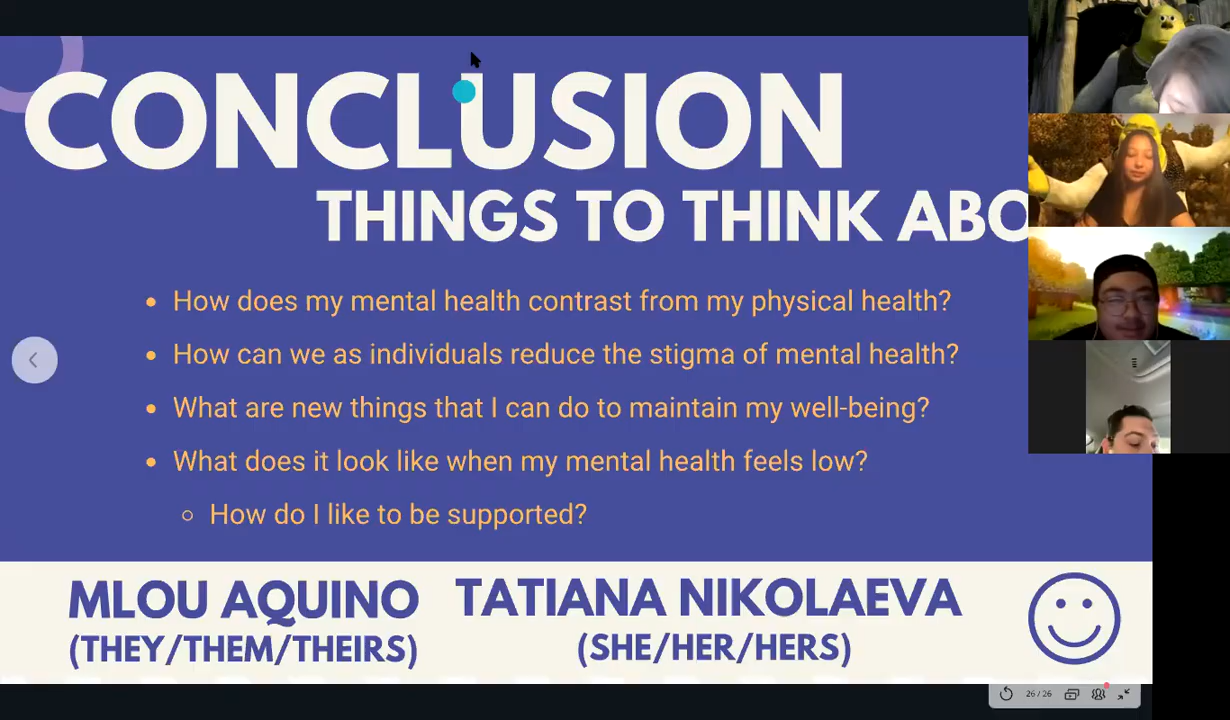 CONCLUSION
THINGS TO THINK ABO
How does my mental health contrast from my physical health?
How can we as individuals reduce the stigma of mental health?
What are new things that I can do to maintain my well-being?
What does it look like when my mental health feels low?
How do I like to be supported?
MLOU AQUINO
(THEY/THEM/THEIRS)
TATIANA NIKOLAEVA
(SHE/HER/HERS)
26 / 26